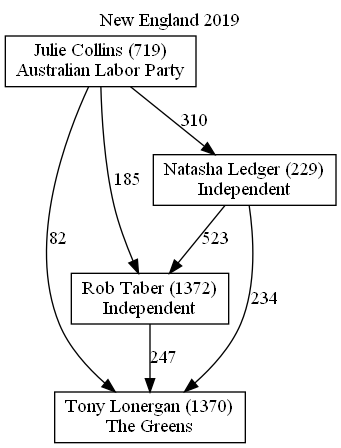 New England 2019
Julie Collins (719)
Australian Labor Party
310
Natasha Ledger (229)
Independent
185
82
523
Rob Taber (1372)
Independent
234
247
Tony Lonergan (1370)
The Greens